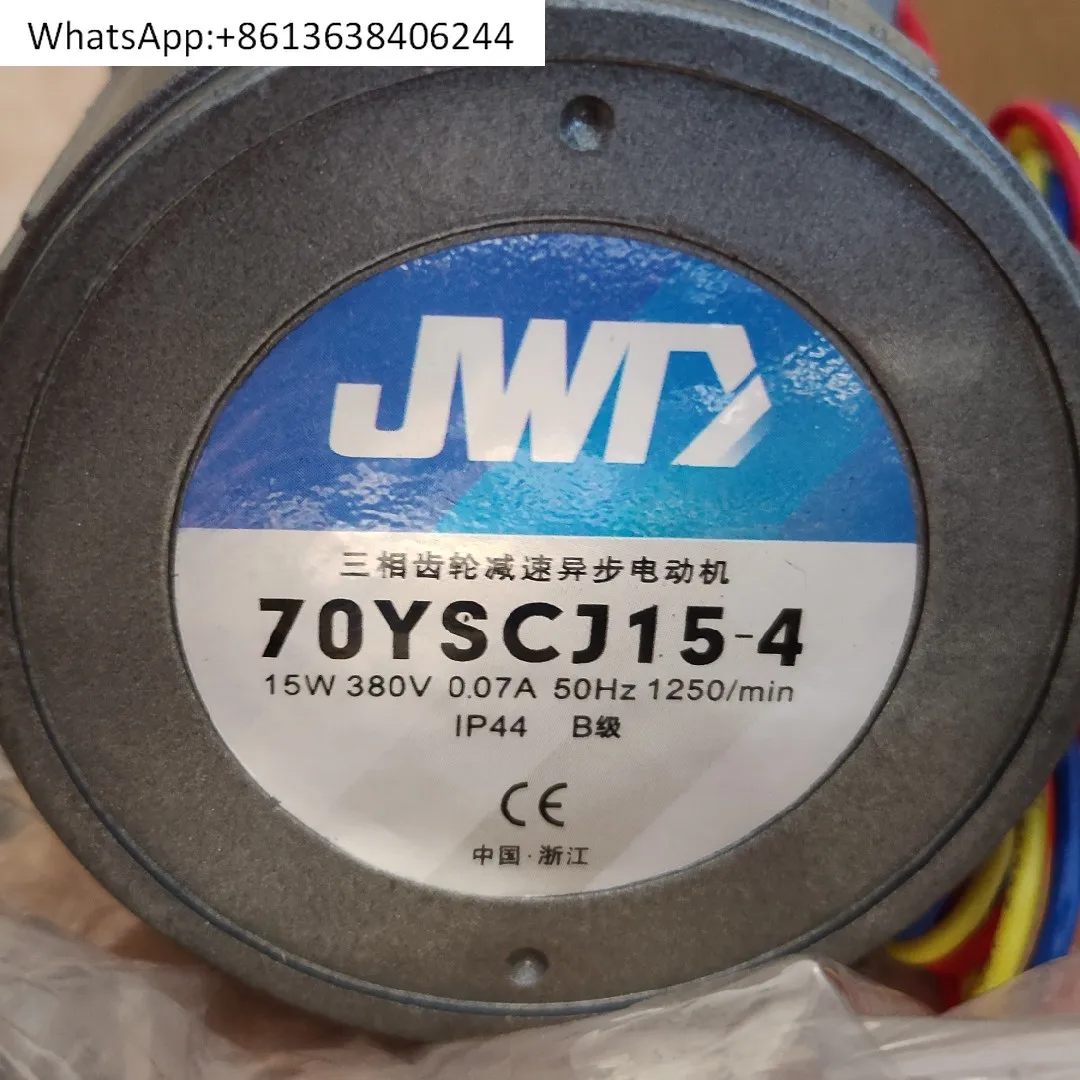 WhatsApp:+8613638406244
JWTY
三相齿轮减速异步电动机
70YSCJ15-4
15W 380V 0.07A 50Hz 1250/min
IP44 B级
CE
中国·浙江